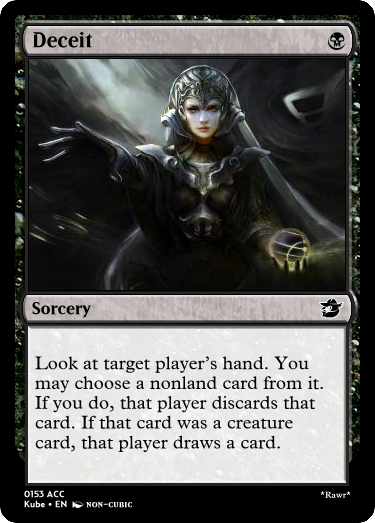 Deceit
Sorcery
Look at target player's hand. You
may choose a nonland card from it.
If you do, that player discards that
card. If that card was a creature
card, that player draws a card.
0153 ACC
Kube • EN NON-CUBIC
*Rawr*